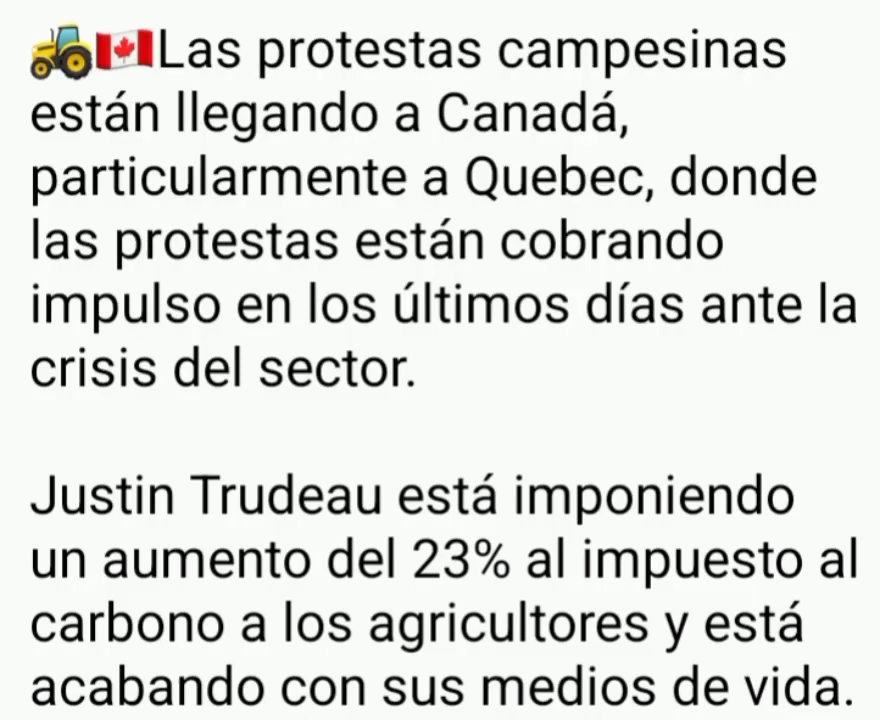 🚜🇨🇦Las protestas campesinas
están llegando a Canadá,
particularmente a Quebec, donde
las protestas están cobrando
impulso en los últimos días ante la
crisis del sector.
Justin Trudeau está imponiendo
un aumento del 23% al impuesto al
carbono a los agricultores y está
acabando con sus medios de vida.